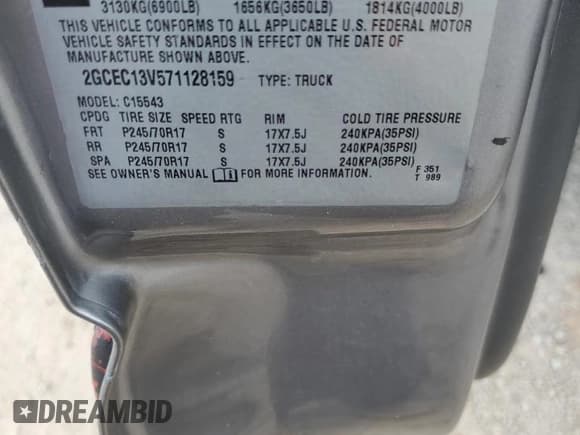 3130KG(6900LB) 1656KG(3650LB) 1814KG(4000LB)
THIS VEHICLE CONFORMS TO ALL APPLICABLE U.S. FEDERAL MOTOR
VEHICLE SAFETY STANDARDS IN EFFECT ON THE DATE OF
MANUFACTURE SHOWN ABOVE.
2GCEC13V571128159 TYPE: TRUCK
MODEL: C15543
CPDG TIRE SIZE SPEED RTG RIM COLD TIRE PRESSURE
FRT P245/70R17 S 17X7.5J 240KPA(35PSI)
RR P245/70R17 S 17X7.5J 240KPA(35PSI)
SPA P245/70R17 S 17X7.5J 240KPA(35PSI)
SEE OWNER'S MANUAL FOR MORE INFORMATION.
F 351
T 989
DREAMBID